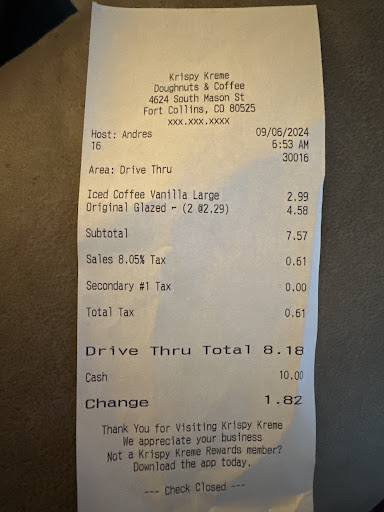 Krispy Kreme
Doughnuts & Coffee
4624 South Mason St
Fort Collins, CO 80525
xxx.xxx.xxxx
Host: Andres 09/06/2024
16 6:53 AM
30016
Area: Drive Thru
Iced Coffee Vanilla Large 2.99
Original Glazed - (2 @2.29) 4.58
Subtotal 7.57
Sales 8.05% Tax 0.61
Secondary #1 Tax 0.00
Total Tax 0.61
Drive Thru Total 8.18
Cash 10.00
Change 1.82
Thank You for Visiting Krispy Kreme
We appreciate your business
Not a Krispy Kreme Rewards member?
Download the app today.
--- Check Closed ---